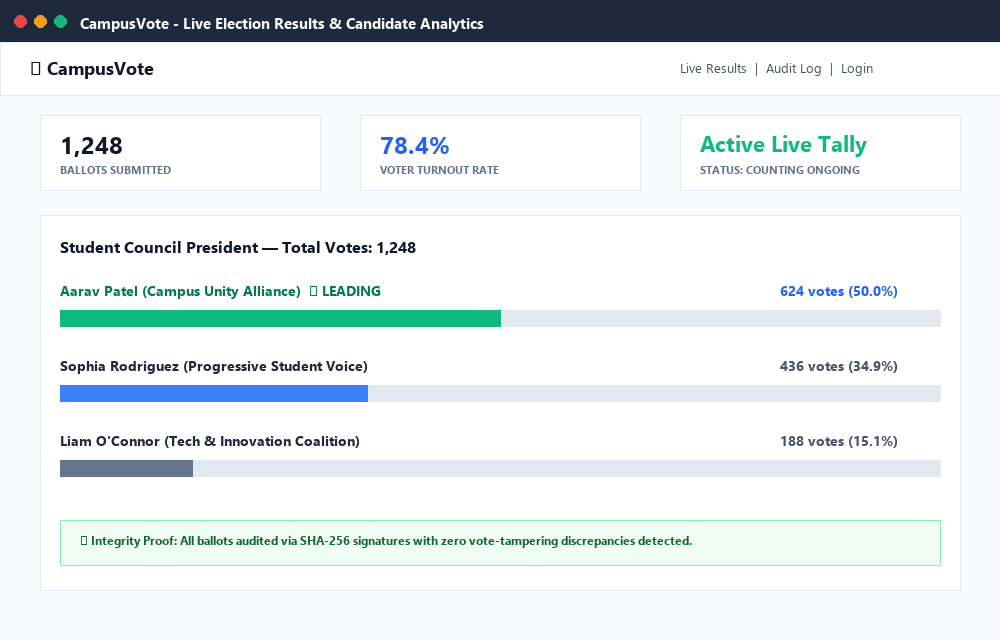 CampusVote - Live Election Results & Candidate Analytics
CampusVote
Live Results | Audit Log | Login
1,248
BALLOTS SUBMITTED
78.4%
VOTER TURNOUT RATE
Active Live Tally
STATUS: COUNTING ONGOING
Student Council President — Total Votes: 1,248
Aarav Patel (Campus Unity Alliance) LEADING 624 votes (50.0%)
Sophia Rodriguez (Progressive Student Voice) 436 votes (34.9%)
Liam O'Connor (Tech & Innovation Coalition) 188 votes (15.1%)
Integrity Proof: All ballots audited via SHA-256 signatures with zero vote-tampering discrepancies detected.